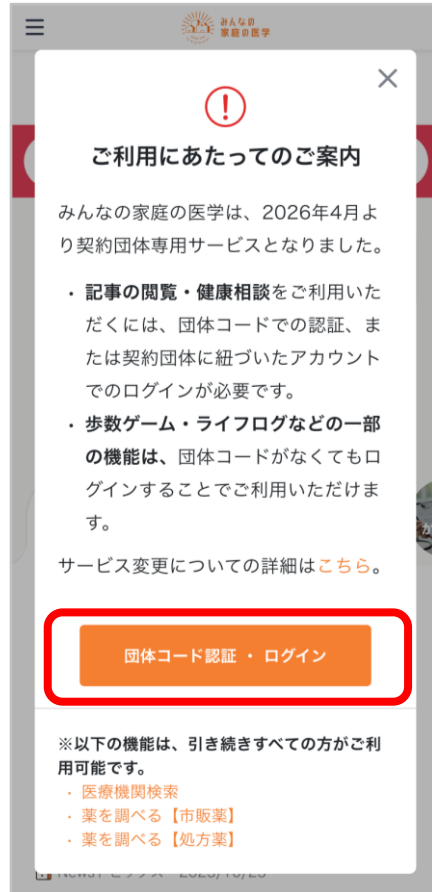 みんなの
家庭の医学
ご利用にあたってのご案内
みんなの家庭の医学は、2026年4月よ
り契約団体専用サービスとなりました。
・記事の閲覧・健康相談をご利用いた
だくには、団体コードでの認証、ま
たは契約団体に紐づいたアカウント
でのログインが必要です。
・歩数ゲーム・ライフログなどの一部
の機能は、団体コードがなくてもロ
グインすることでご利用いただけま
す。
サービス変更についての詳細はこちら。
団体コード認証 ・ ログイン
※以下の機能は、引き続きすべての方がご利
用可能です。
・医療機関検索
・薬を調べる【市販薬】
・薬を調べる【処方薬】